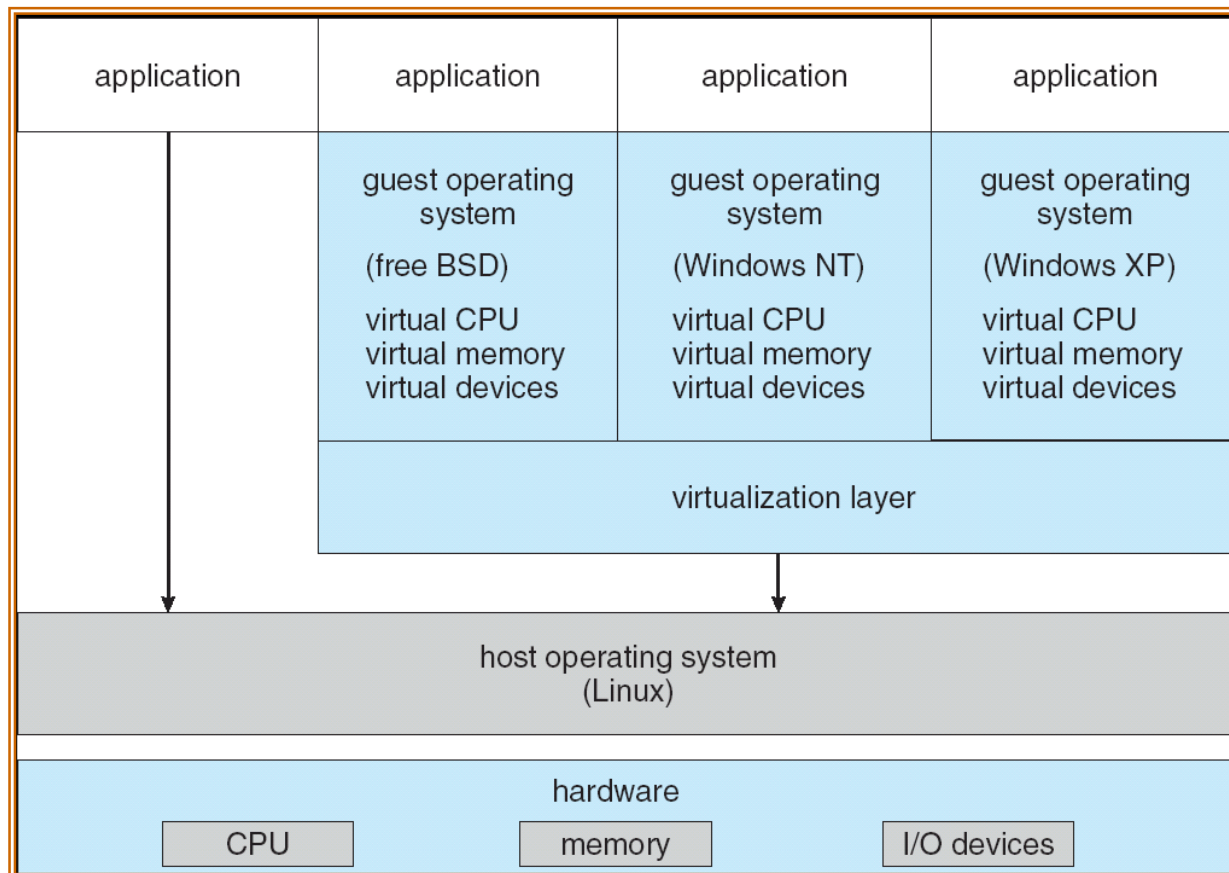 application
application
application
application
guest operating
system
(free BSD)
virtual CPU
virtual memory
virtual devices
guest operating
system
(Windows NT)
virtual CPU
virtual memory
virtual devices
guest operating
system
(Windows XP)
virtual CPU
virtual memory
virtual devices
virtualization layer
host operating system
(Linux)
hardware
CPU
memory
I/O devices